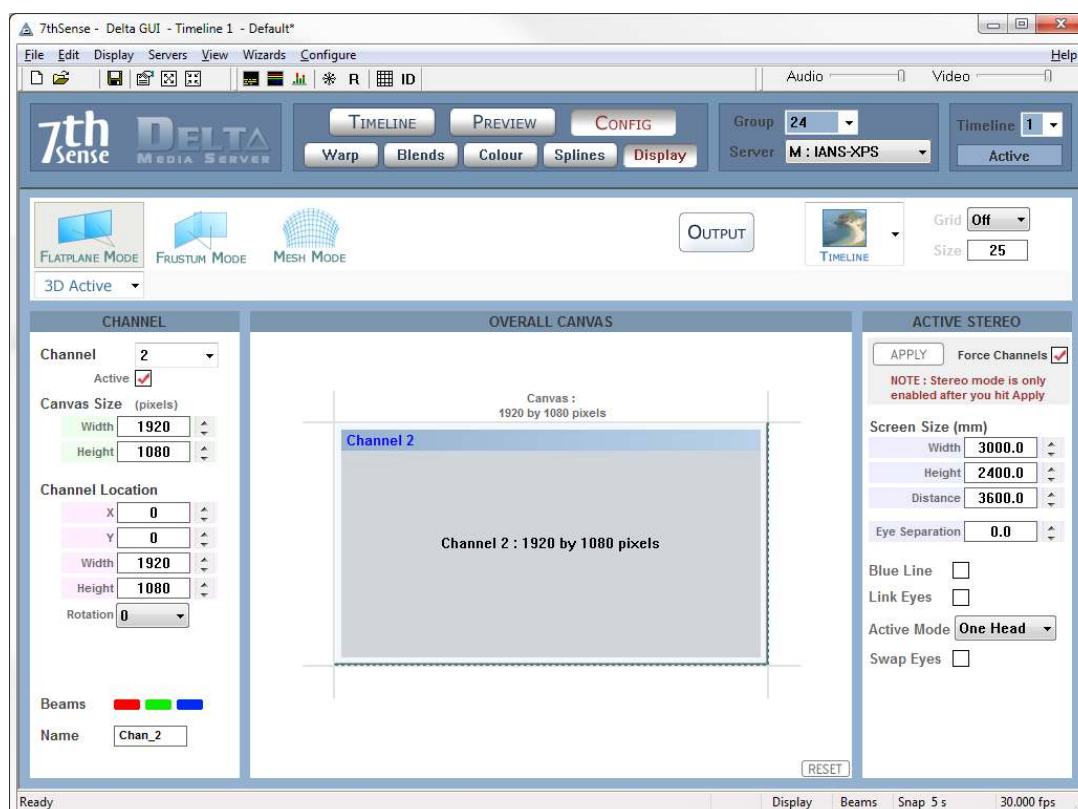 7thSense - Delta GUI - Timeline 1 - Default*
File Edit Display Servers View Wizards Configure Help
R ID Audio Video
7th Sense DELTA MEDIA SERVER
TIMELINE PREVIEW CONFIG Group 24 Timeline 1
Warp Blends Colour Splines Display Server M : IANS-XPS Active
FLATPLANE MODE FRUSTUM MODE MESH MODE OUTPUT TIMELINE Grid Off
Size 25
3D Active
CHANNEL OVERALL CANVAS ACTIVE STEREO
Channel 2
Active
Canvas Size (pixels)
Width 1920
Height 1080
Channel Location
X 0
Y 0
Width 1920
Height 1080
Rotation 0
Beams
Name Chan_2
Canvas :
1920 by 1080 pixels
Channel 2
Channel 2 : 1920 by 1080 pixels
RESET
APPLY Force Channels
NOTE : Stereo mode is only
enabled after you hit Apply
Screen Size (mm)
Width 3000.0
Height 2400.0
Distance 3600.0
Eye Separation 0.0
Blue Line
Link Eyes
Active Mode One Head
Swap Eyes
Ready Display Beams Snap 5 s 30.000 fps